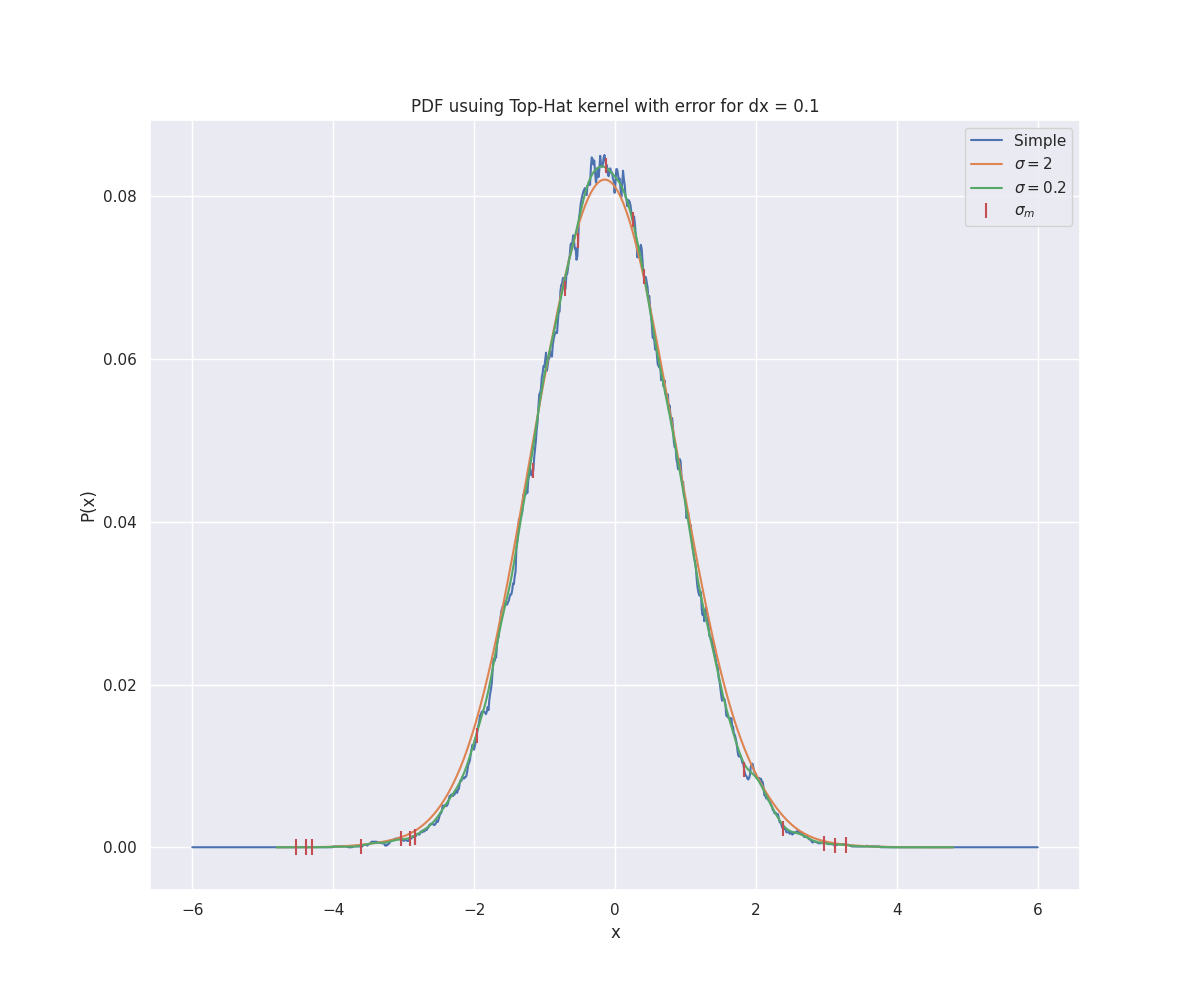 PDF usuing Top-Hat kernel with error for dx = 0.1
Simple
σ = 2
σ = 0.2
σm
P(x)
0.08
0.06
0.04
0.02
0.00
−6
−4
−2
0
2
4
6
x